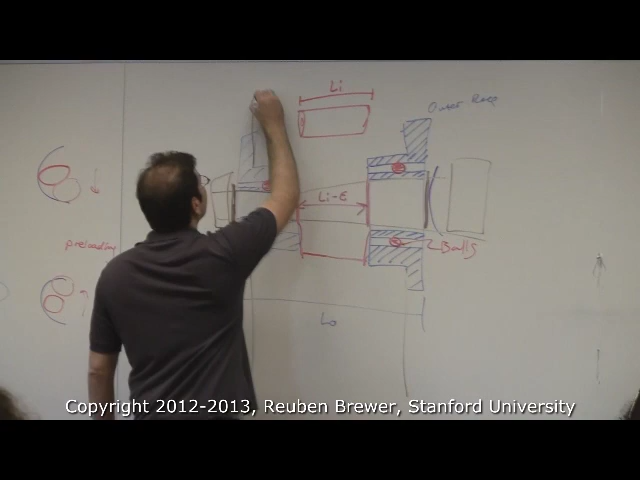 Li
Outer Race
Li-ε
preloading
Balls
Lo
Copyright 2012-2013, Reuben Brewer, Stanford University